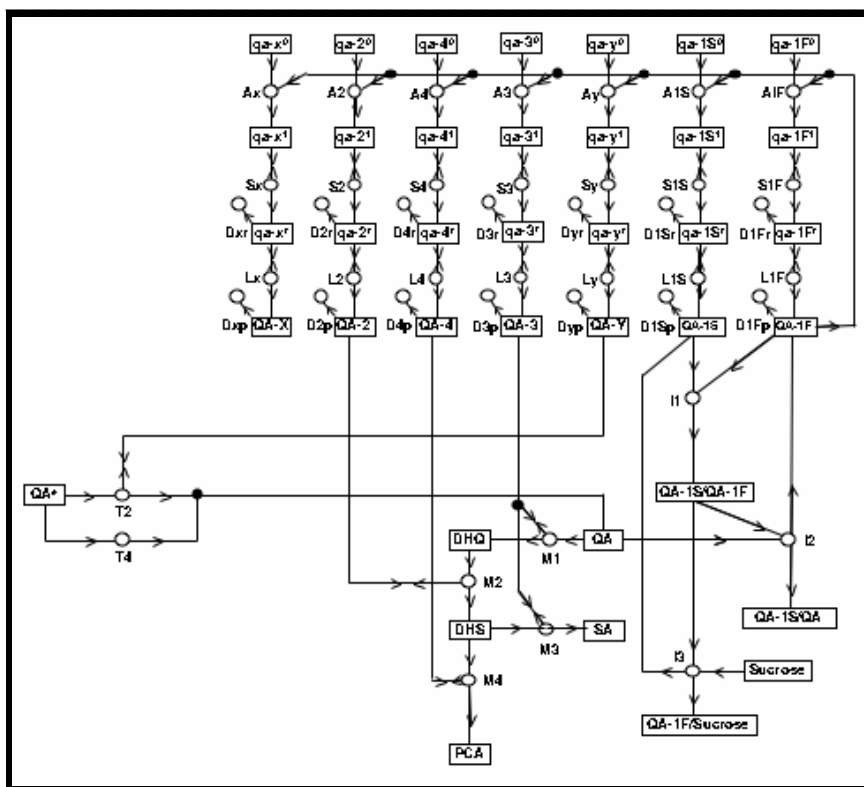 qa-x⁰ qa-2⁰ qa-4⁰ qa-3⁰ qa-y⁰ qa-1S⁰ qa-1F⁰
Ax A2 A4 A3 Ay A1S A1F
qa-x¹ qa-2¹ qa-4¹ qa-3¹ qa-y¹ qa-1S¹ qa-1F¹
Sx S2 S4 S3 Sy S1S S1F
Dxr qa-xʳ D2r qa-2ʳ D4r qa-4ʳ D3r qa-3ʳ Dyr qa-yʳ D1Sr qa-1Sʳ D1Fr qa-1Fʳ
Lx L2 L4 L3 Ly L1S L1F
Dxp QA-X D2p QA-2 D4p QA-4 D3p QA-3 Dyp QA-Y D1Sp QA-1S D1Fp QA-1F
I1
QA* QA-1S/QA-1F
T2
DHQ M1 QA I2
T4
M2
QA-1S/QA
DHS M3 SA
I3 Sucrose
M4
QA-1F/Sucrose
PCA